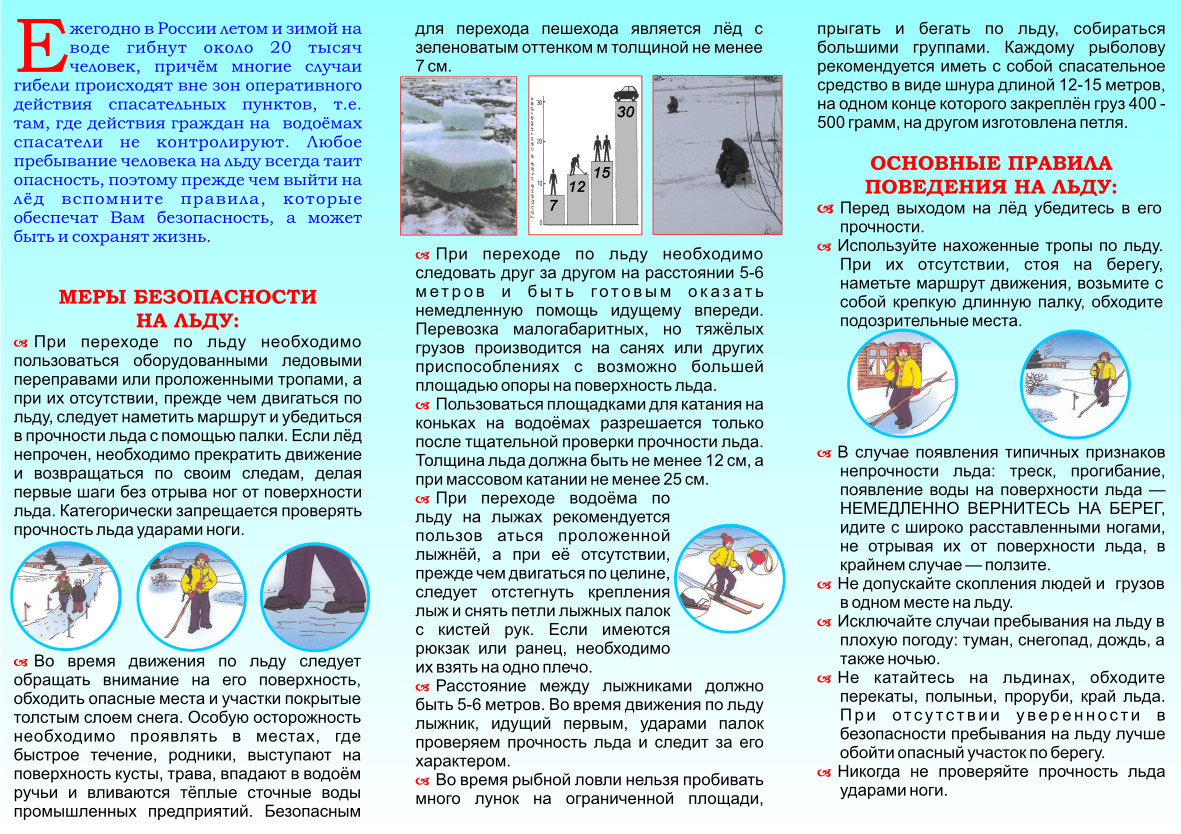 Ежегодно в России летом и зимой на
воде гибнут около 20 тысяч
человек, причём многие случаи
гибели происходят вне зон оперативного
действия спасательных пунктов, т.е.
там, где действия граждан на водоёмах
спасатели не контролируют. Любое
пребывание человека на льду всегда таит
опасность, поэтому прежде чем выйти на
лёд вспомните правила, которые
обеспечат Вам безопасность, а может
быть и сохранят жизнь.
МЕРЫ БЕЗОПАСНОСТИ
НА ЛЬДУ:
При переходе по льду необходимо
пользоваться оборудованными ледовыми
переправами или проложенными тропами, а
при их отсутствии, прежде чем двигаться по
льду, следует наметить маршрут и убедиться
в прочности льда с помощью палки. Если лёд
непрочен, необходимо прекратить движение
и возвращаться по своим следам, делая
первые шаги без отрыва ног от поверхности
льда. Категорически запрещается проверять
прочность льда ударами ноги.
Во время движения по льду следует
обращать внимание на его поверхность,
обходить опасные места и участки покрытые
толстым слоем снега. Особую осторожность
необходимо проявлять в местах, где
быстрое течение, родники, выступают на
поверхность кусты, трава, впадают в водоём
ручьи и вливаются тёплые сточные воды
промышленных предприятий. Безопасным
для перехода пешехода является лёд с
зеленоватым оттенком м толщиной не менее
7 см.
Толщина льда в сантиметрах
30
20
10
0
7
12
15
30
При переходе по льду необходимо
следовать друг за другом на расстоянии 5-6
метров и быть готовым оказать
немедленную помощь идущему впереди.
Перевозка малогабаритных, но тяжёлых
грузов производится на санях или других
приспособлениях с возможно большей
площадью опоры на поверхность льда.
Пользоваться площадками для катания на
коньках на водоёмах разрешается только
после тщательной проверки прочности льда.
Толщина льда должна быть не менее 12 см, а
при массовом катании не менее 25 см.
При переходе водоёма по
льду на лыжах рекомендуется
пользов аться проложенной
лыжнёй, а при её отсутствии,
прежде чем двигаться по целине,
следует отстегнуть крепления
лыж и снять петли лыжных палок
с кистей рук. Если имеются
рюкзак или ранец, необходимо
их взять на одно плечо.
Расстояние между лыжниками должно
быть 5-6 метров. Во время движения по льду
лыжник, идущий первым, ударами палок
проверяем прочность льда и следит за его
характером.
Во время рыбной ловли нельзя пробивать
много лунок на ограниченной площади,
прыгать и бегать по льду, собираться
большими группами. Каждому рыболову
рекомендуется иметь с собой спасательное
средство в виде шнура длиной 12-15 метров,
на одном конце которого закреплён груз 400 -
500 грамм, на другом изготовлена петля.
ОСНОВНЫЕ ПРАВИЛА
ПОВЕДЕНИЯ НА ЛЬДУ:
Перед выходом на лёд убедитесь в его
прочности.
Используйте нахоженные тропы по льду.
При их отсутствии, стоя на берегу,
наметьте маршрут движения, возьмите с
собой крепкую длинную палку, обходите
подозрительные места.
В случае появления типичных признаков
непрочности льда: треск, прогибание,
появление воды на поверхности льда —
НЕМЕДЛЕННО ВЕРНИТЕСЬ НА БЕРЕГ,
идите с широко расставленными ногами,
не отрывая их от поверхности льда, в
крайнем случае — ползите.
Не допускайте скопления людей и грузов
в одном месте на льду.
Исключайте случаи пребывания на льду в
плохую погоду: туман, снегопад, дождь, а
также ночью.
Не катайтесь на льдинах, обходите
перекаты, полыньи, проруби, край льда.
При отсутствии уверенности в
безопасности пребывания на льду лучше
обойти опасный участок по берегу.
Никогда не проверяйте прочность льда
ударами ноги.